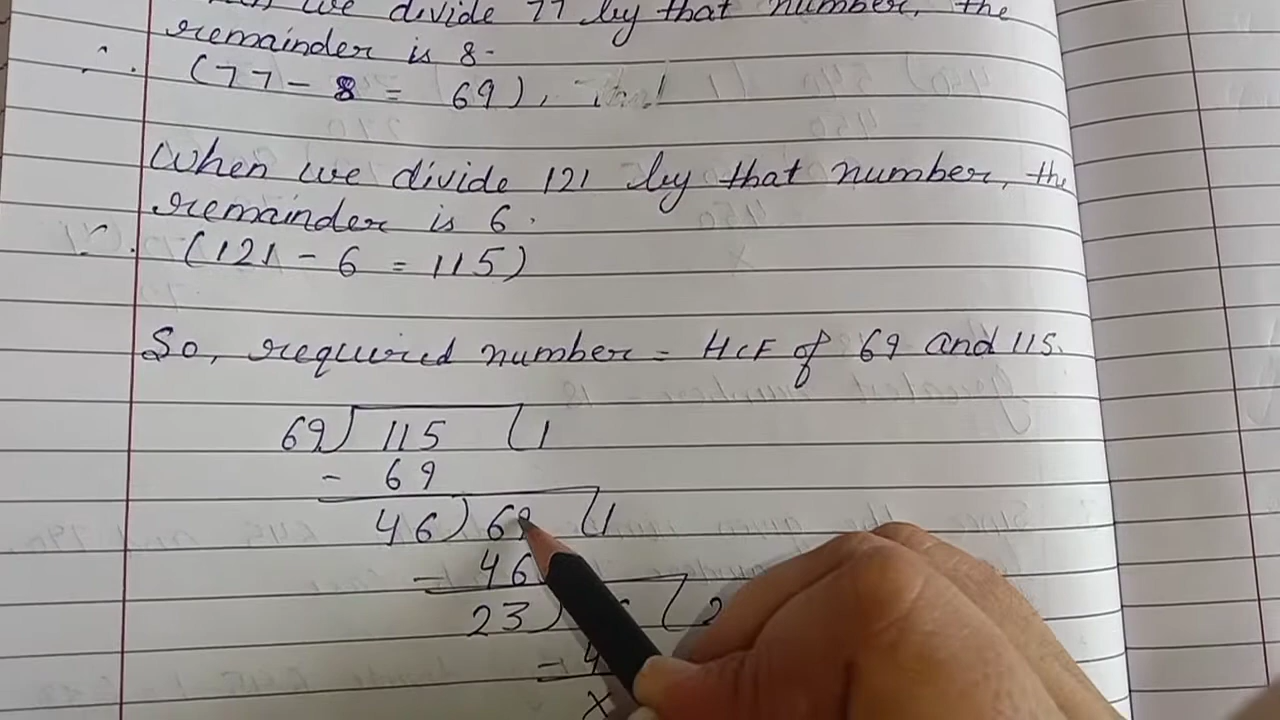 we divide 77 by that number, the
remainder is 8.
∴ (77 - 8 = 69),
When we divide 121 by that number, the
remainder is 6.
∴ (121 - 6 = 115)
So, required number = HCF of 69 and 115.
69) 115 (1
- 69
46) 69 (1
- 46
23) (2
- 4
x